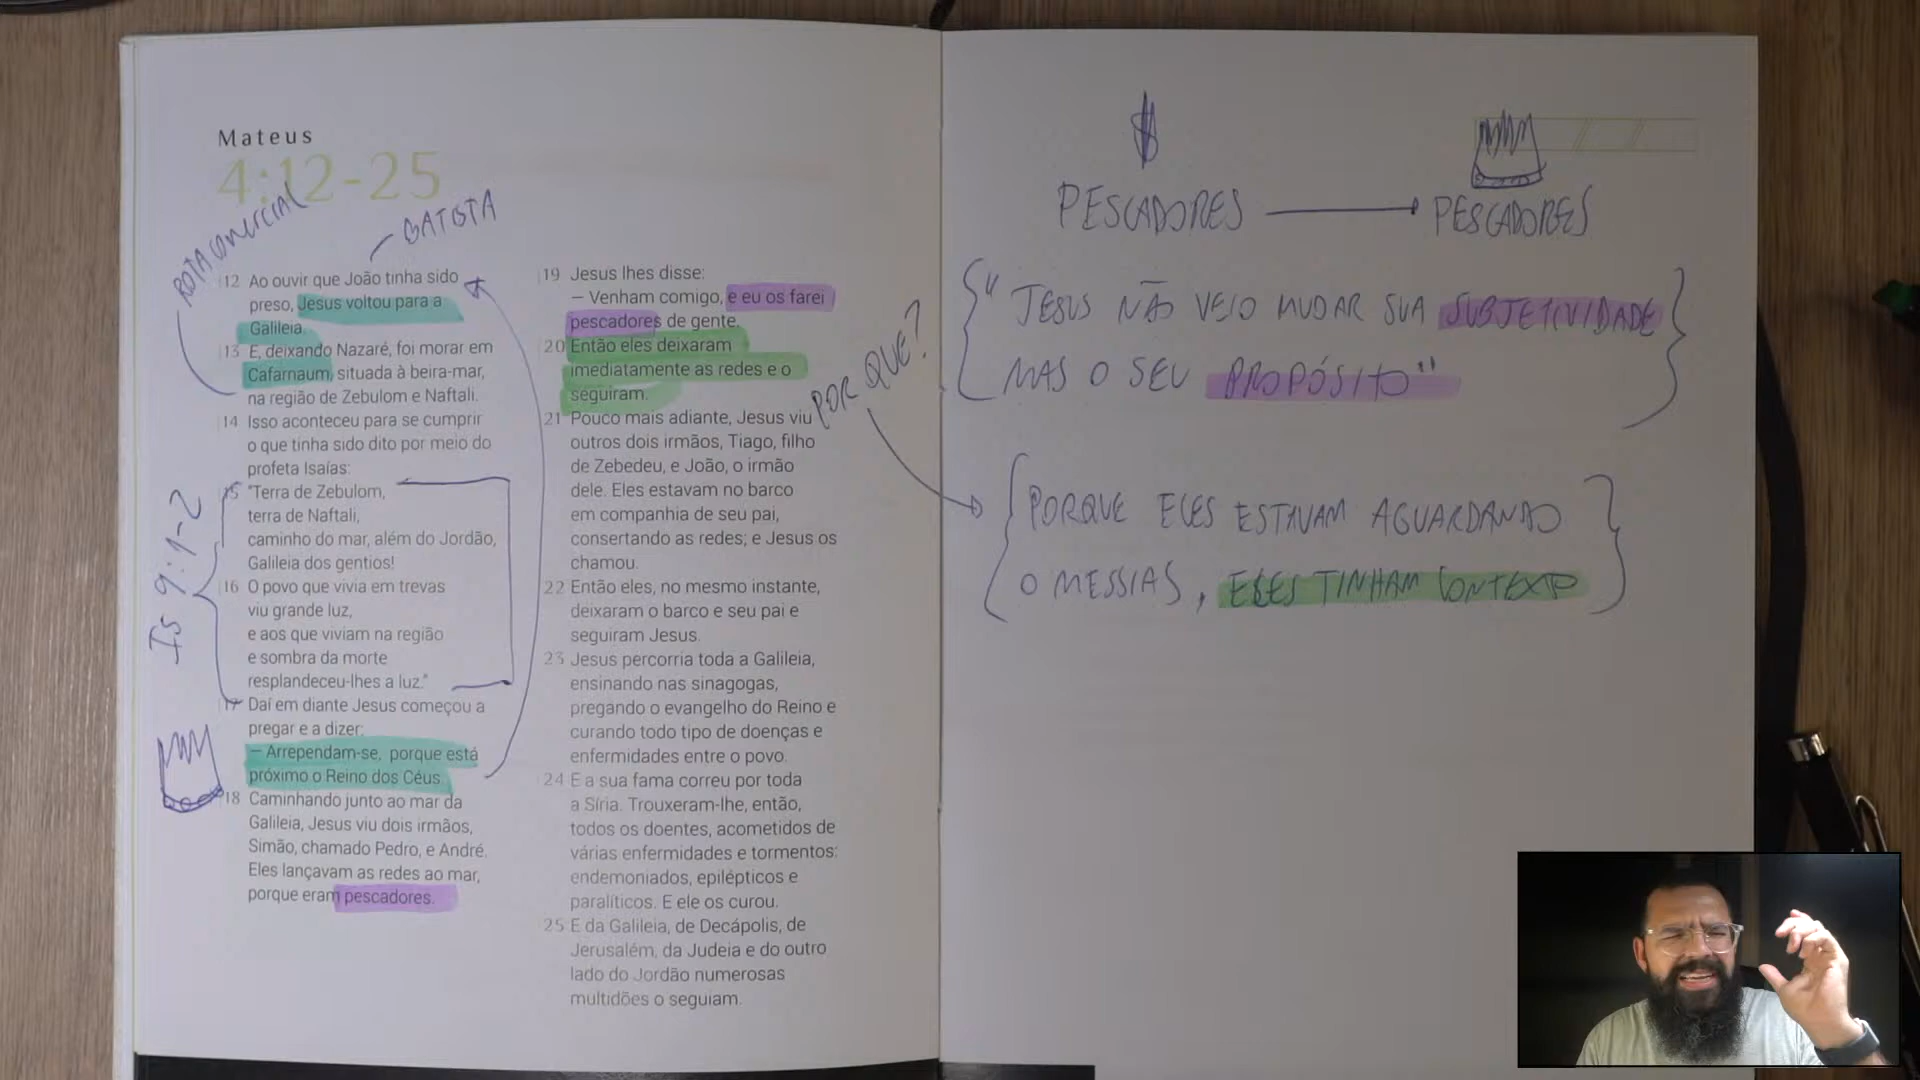 Mateus
4:12-25
ROTA COMERCIAL
BATISTA
12 Ao ouvir que João tinha sido
preso, Jesus voltou para a
Galileia.
13 E, deixando Nazaré, foi morar em
Cafarnaum, situada à beira-mar,
na região de Zebulom e Naftali.
14 Isso aconteceu para se cumprir
o que tinha sido dito por meio do
profeta Isaías:
15 "Terra de Zebulom,
terra de Naftali,
caminho do mar, além do Jordão,
Galileia dos gentios!
16 O povo que vivia em trevas
viu grande luz,
e aos que viviam na região
e sombra da morte
resplandeceu-lhes a luz."
Is 9:1-2
17 Daí em diante Jesus começou a
pregar e a dizer:
— Arrependam-se, porque está
próximo o Reino dos Céus.
18 Caminhando junto ao mar da
Galileia, Jesus viu dois irmãos,
Simão, chamado Pedro, e André.
Eles lançavam as redes ao mar,
porque eram pescadores.
19 Jesus lhes disse:
— Venham comigo, e eu os farei
pescadores de gente.
20 Então eles deixaram
imediatamente as redes e o
seguiram.
21 Pouco mais adiante, Jesus viu
outros dois irmãos, Tiago, filho
de Zebedeu, e João, o irmão
dele. Eles estavam no barco
em companhia de seu pai,
consertando as redes; e Jesus os
chamou.
22 Então eles, no mesmo instante,
deixaram o barco e seu pai e
seguiram Jesus.
23 Jesus percorria toda a Galileia,
ensinando nas sinagogas,
pregando o evangelho do Reino e
curando todo tipo de doenças e
enfermidades entre o povo.
24 E a sua fama correu por toda
a Síria. Trouxeram-lhe, então,
todos os doentes, acometidos de
várias enfermidades e tormentos:
endemoniados, epilépticos e
paralíticos. E ele os curou.
25 E da Galileia, de Decápolis, de
Jerusalém, da Judeia e do outro
lado do Jordão numerosas
multidões o seguiam.
POR QUE?
$
PESCADORES PESCADORES
"JESUS NÃO VEIO MUDAR SUA SUBJETIVIDADE
MAS O SEU PROPÓSITO"
PORQUE ELES ESTAVAM AGUARDANDO
O MESSIAS, ELES TINHAM CONTEXTO